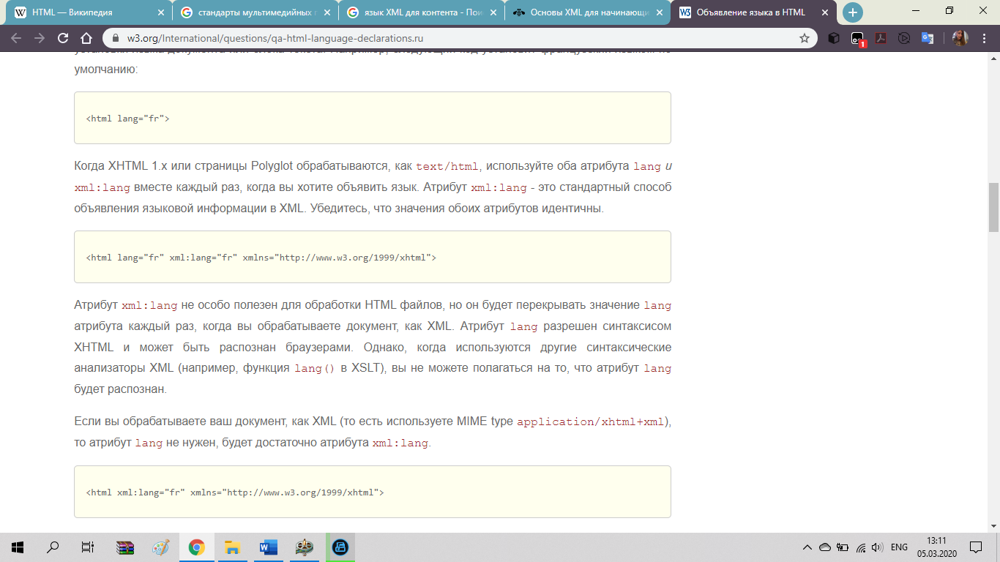 HTML — Википедия
стандарты мультимедийных
язык XML для контента - Пои
Основы XML для начинающи
Объявление языка в HTML
w3.org/International/questions/qa-html-language-declarations.ru
1
умолчанию:
<html lang="fr">
Когда XHTML 1.x или страницы Polyglot обрабатываются, как text/html, используйте оба атрибута lang и
xml:lang вместе каждый раз, когда вы хотите объявить язык. Атрибут xml:lang - это стандартный способ
объявления языковой информации в XML. Убедитесь, что значения обоих атрибутов идентичны.
<html lang="fr" xml:lang="fr" xmlns="http://www.w3.org/1999/xhtml">
Атрибут xml:lang не особо полезен для обработки HTML файлов, но он будет перекрывать значение lang
атрибута каждый раз, когда вы обрабатываете документ, как XML. Атрибут lang разрешен синтаксисом
XHTML и может быть распознан браузерами. Однако, когда используются другие синтаксические
анализаторы XML (например, функция lang() в XSLT), вы не можете полагаться на то, что атрибут lang
будет распознан.
Если вы обрабатываете ваш документ, как XML (то есть используете MIME type application/xhtml+xml),
то атрибут lang не нужен, будет достаточно атрибута xml:lang.
<html xml:lang="fr" xmlns="http://www.w3.org/1999/xhtml">
ENG
13:11
05.03.2020